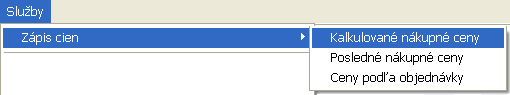 Služby
Zápis cien
Kalkulované nákupné ceny
Posledné nákupné ceny
Ceny podľa objednávky